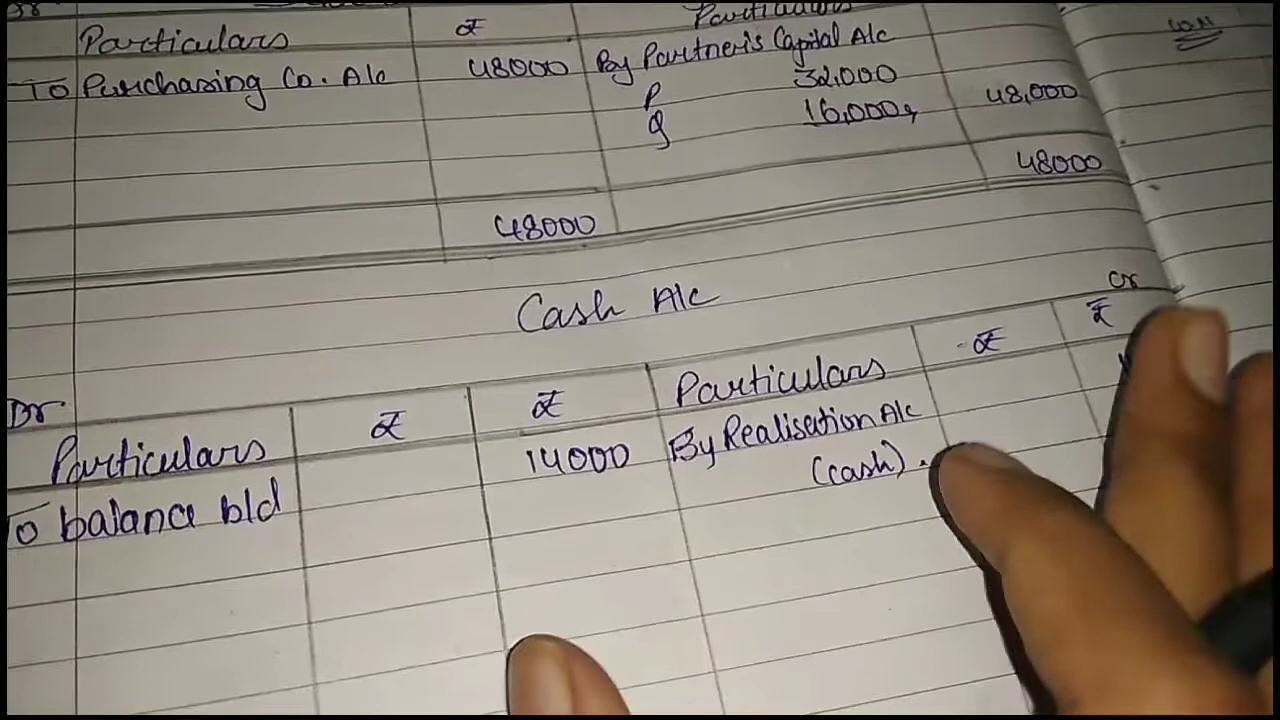 Particulars ₹ Particulars
To Purchasing Co. A/c 48000 By Partner's Capital A/c
P 32,000
Q 16,000 48,000
48000 48000
Cash A/c
Dr Cr
Particulars ₹ ₹ Particulars ₹ ₹
To balance b/d 14000 By Realisation A/c
(cash).